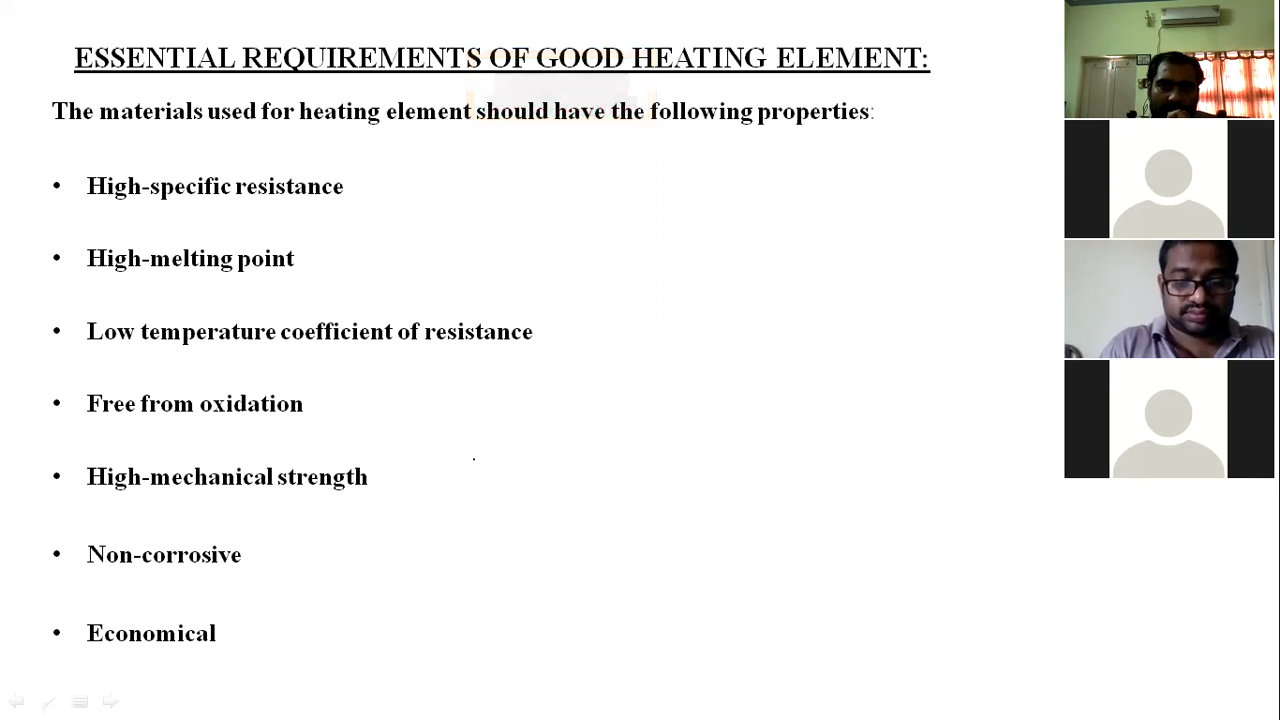 ESSENTIAL REQUIREMENTS OF GOOD HEATING ELEMENT:
The materials used for heating element should have the following properties:
• High-specific resistance
• High-melting point
• Low temperature coefficient of resistance
• Free from oxidation
• High-mechanical strength
• Non-corrosive
• Economical